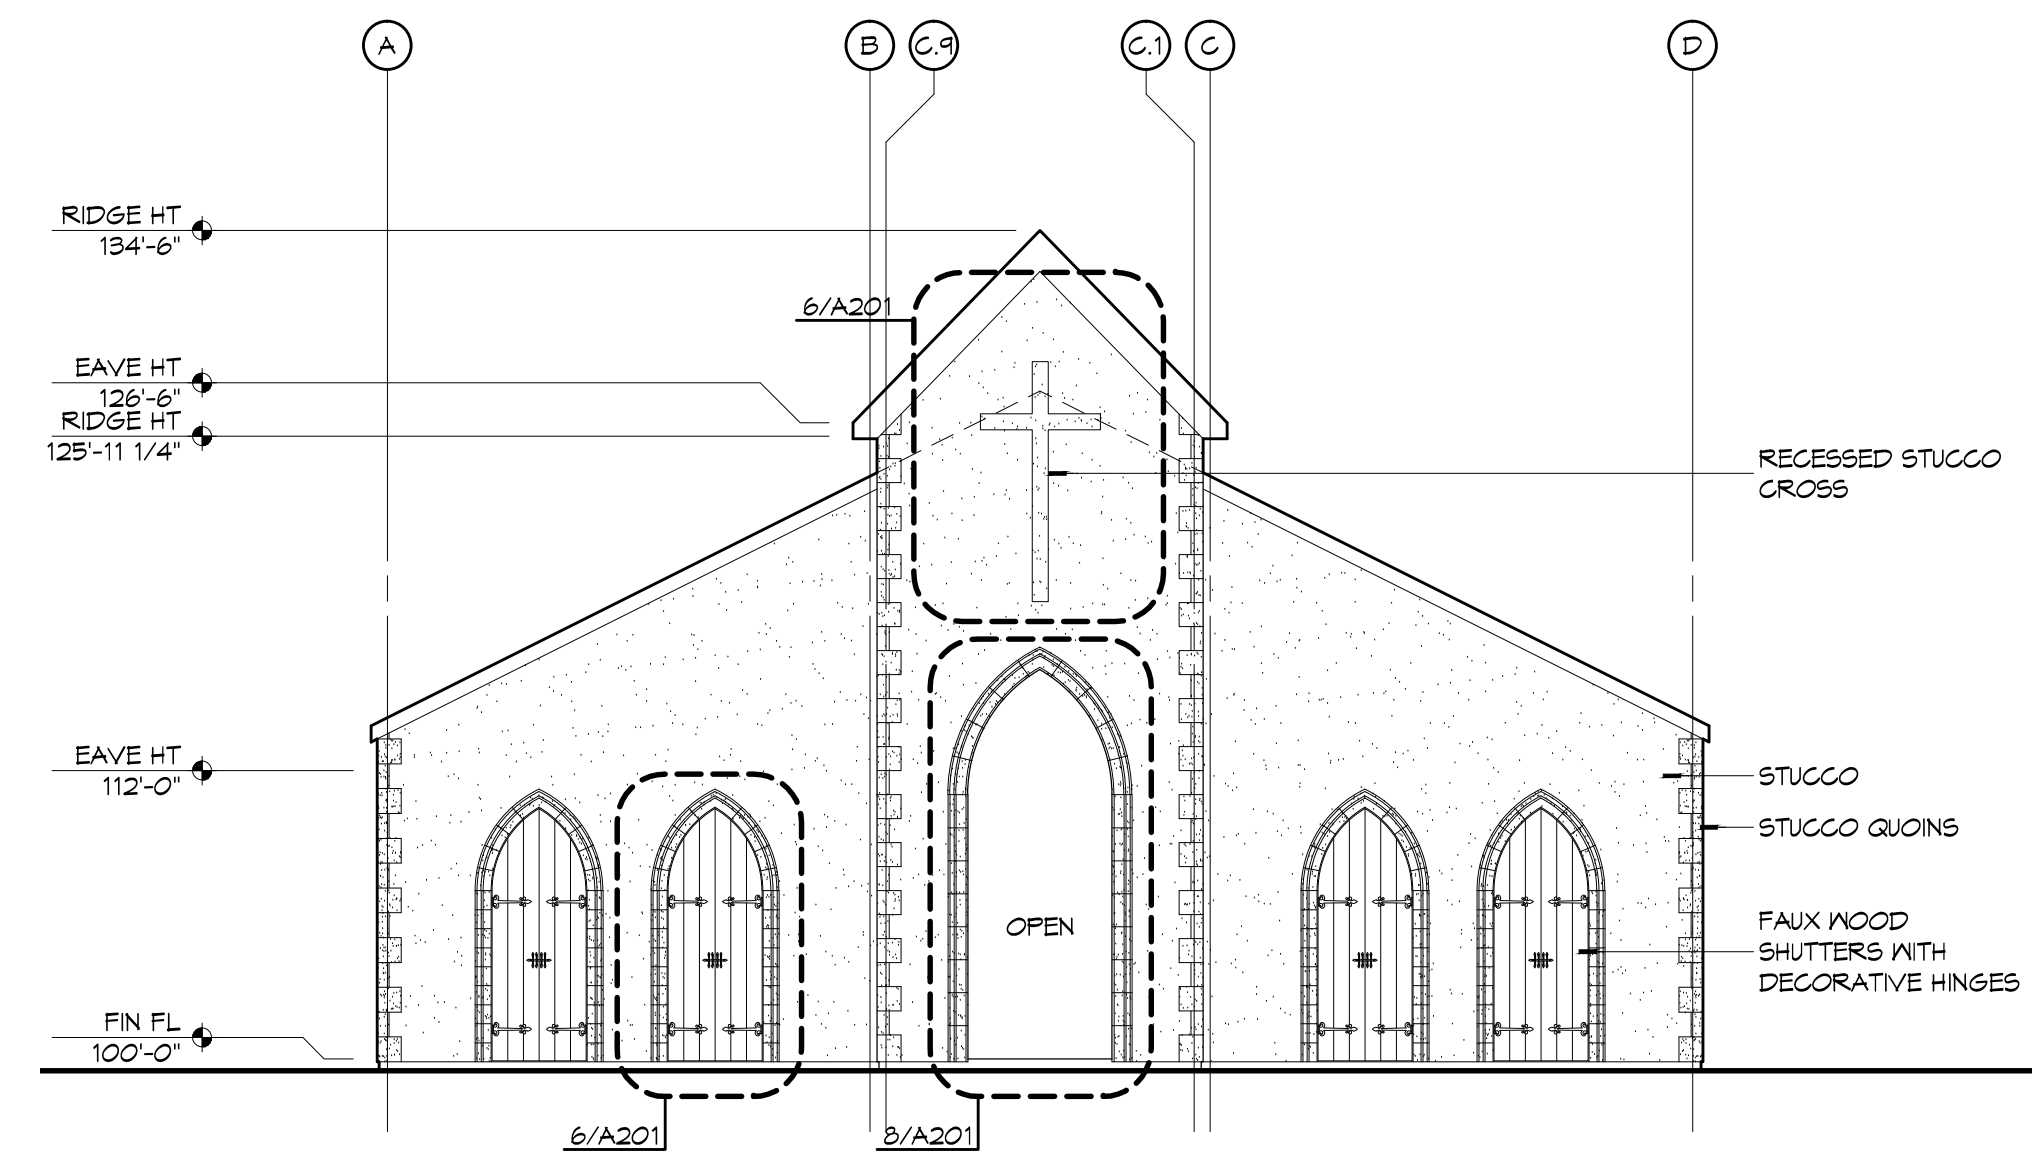 A
B
C.9
C.1
C
D
RIDGE HT
134'-6"
6/A201
EAVE HT
126'-6"
RIDGE HT
125'-11 1/4"
RECESSED STUCCO
CROSS
EAVE HT
112'-0"
STUCCO
STUCCO QUOINS
OPEN
FAUX WOOD
SHUTTERS WITH
DECORATIVE HINGES
FIN FL
100'-0"
6/A201
8/A201